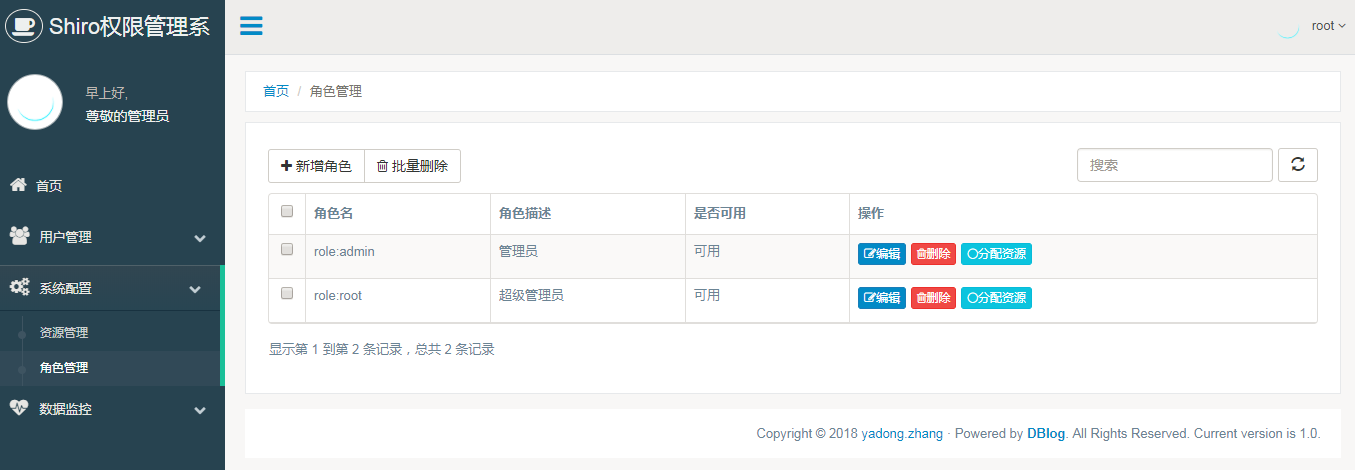 Shiro权限管理系
root
早上好,
尊敬的管理员
首页
用户管理
系统配置
资源管理
角色管理
数据监控
首页 / 角色管理
新增角色 批量删除 搜索
角色名 角色描述 是否可用 操作
role:admin 管理员 可用 编辑 删除 分配资源
role:root 超级管理员 可用 编辑 删除 分配资源
显示第 1 到第 2 条记录，总共 2 条记录
Copyright © 2018 yadong.zhang · Powered by DBlog. All Rights Reserved. Current version is 1.0.